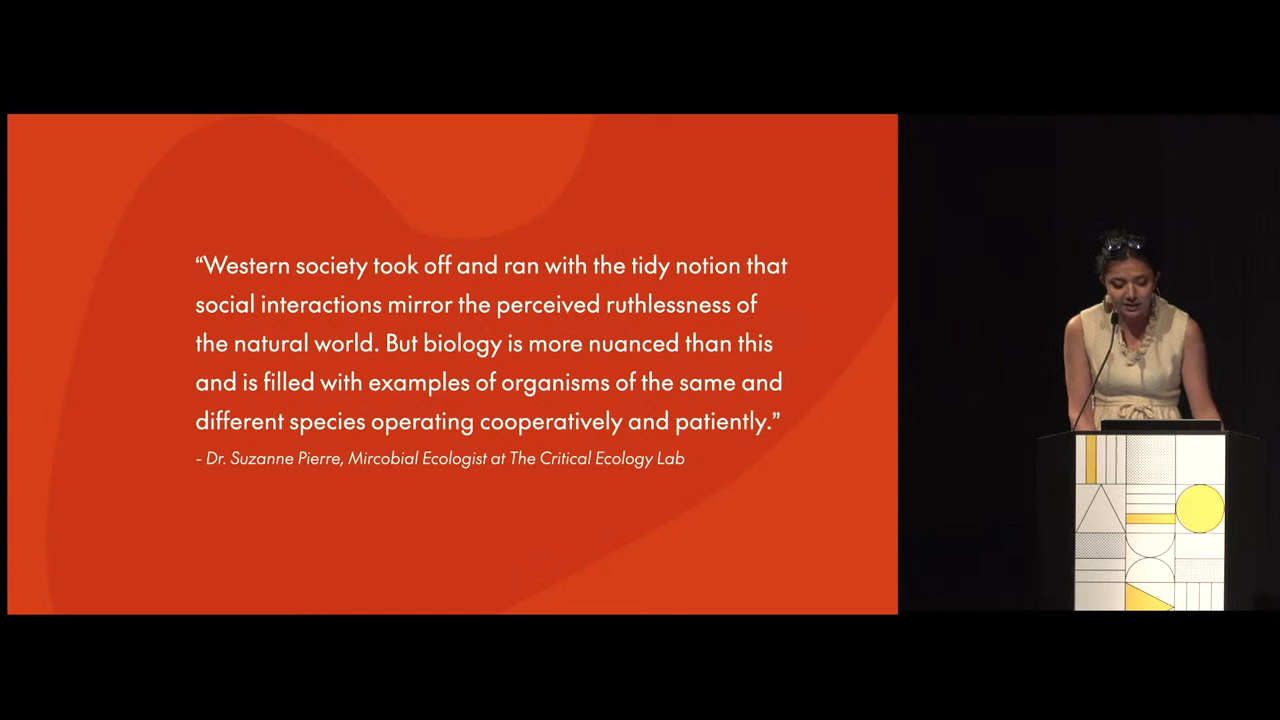 “Western society took off and ran with the tidy notion that
social interactions mirror the perceived ruthlessness of
the natural world. But biology is more nuanced than this
and is filled with examples of organisms of the same and
different species operating cooperatively and patiently.”
- Dr. Suzanne Pierre, Mircobial Ecologist at The Critical Ecology Lab